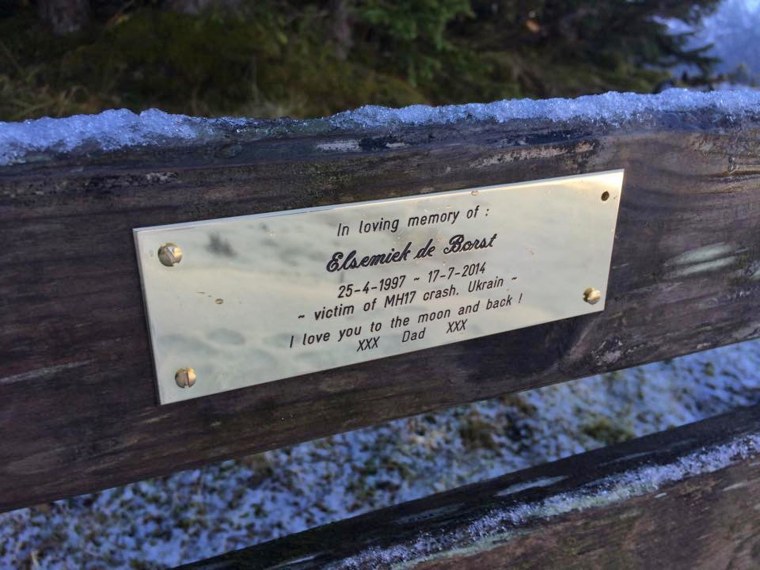 In loving memory of :
Elsemiek de Borst
25-4-1997 - 17-7-2014
~ victim of MH17 crash. Ukrain ~
I love you to the moon and back !
XXX Dad XXX